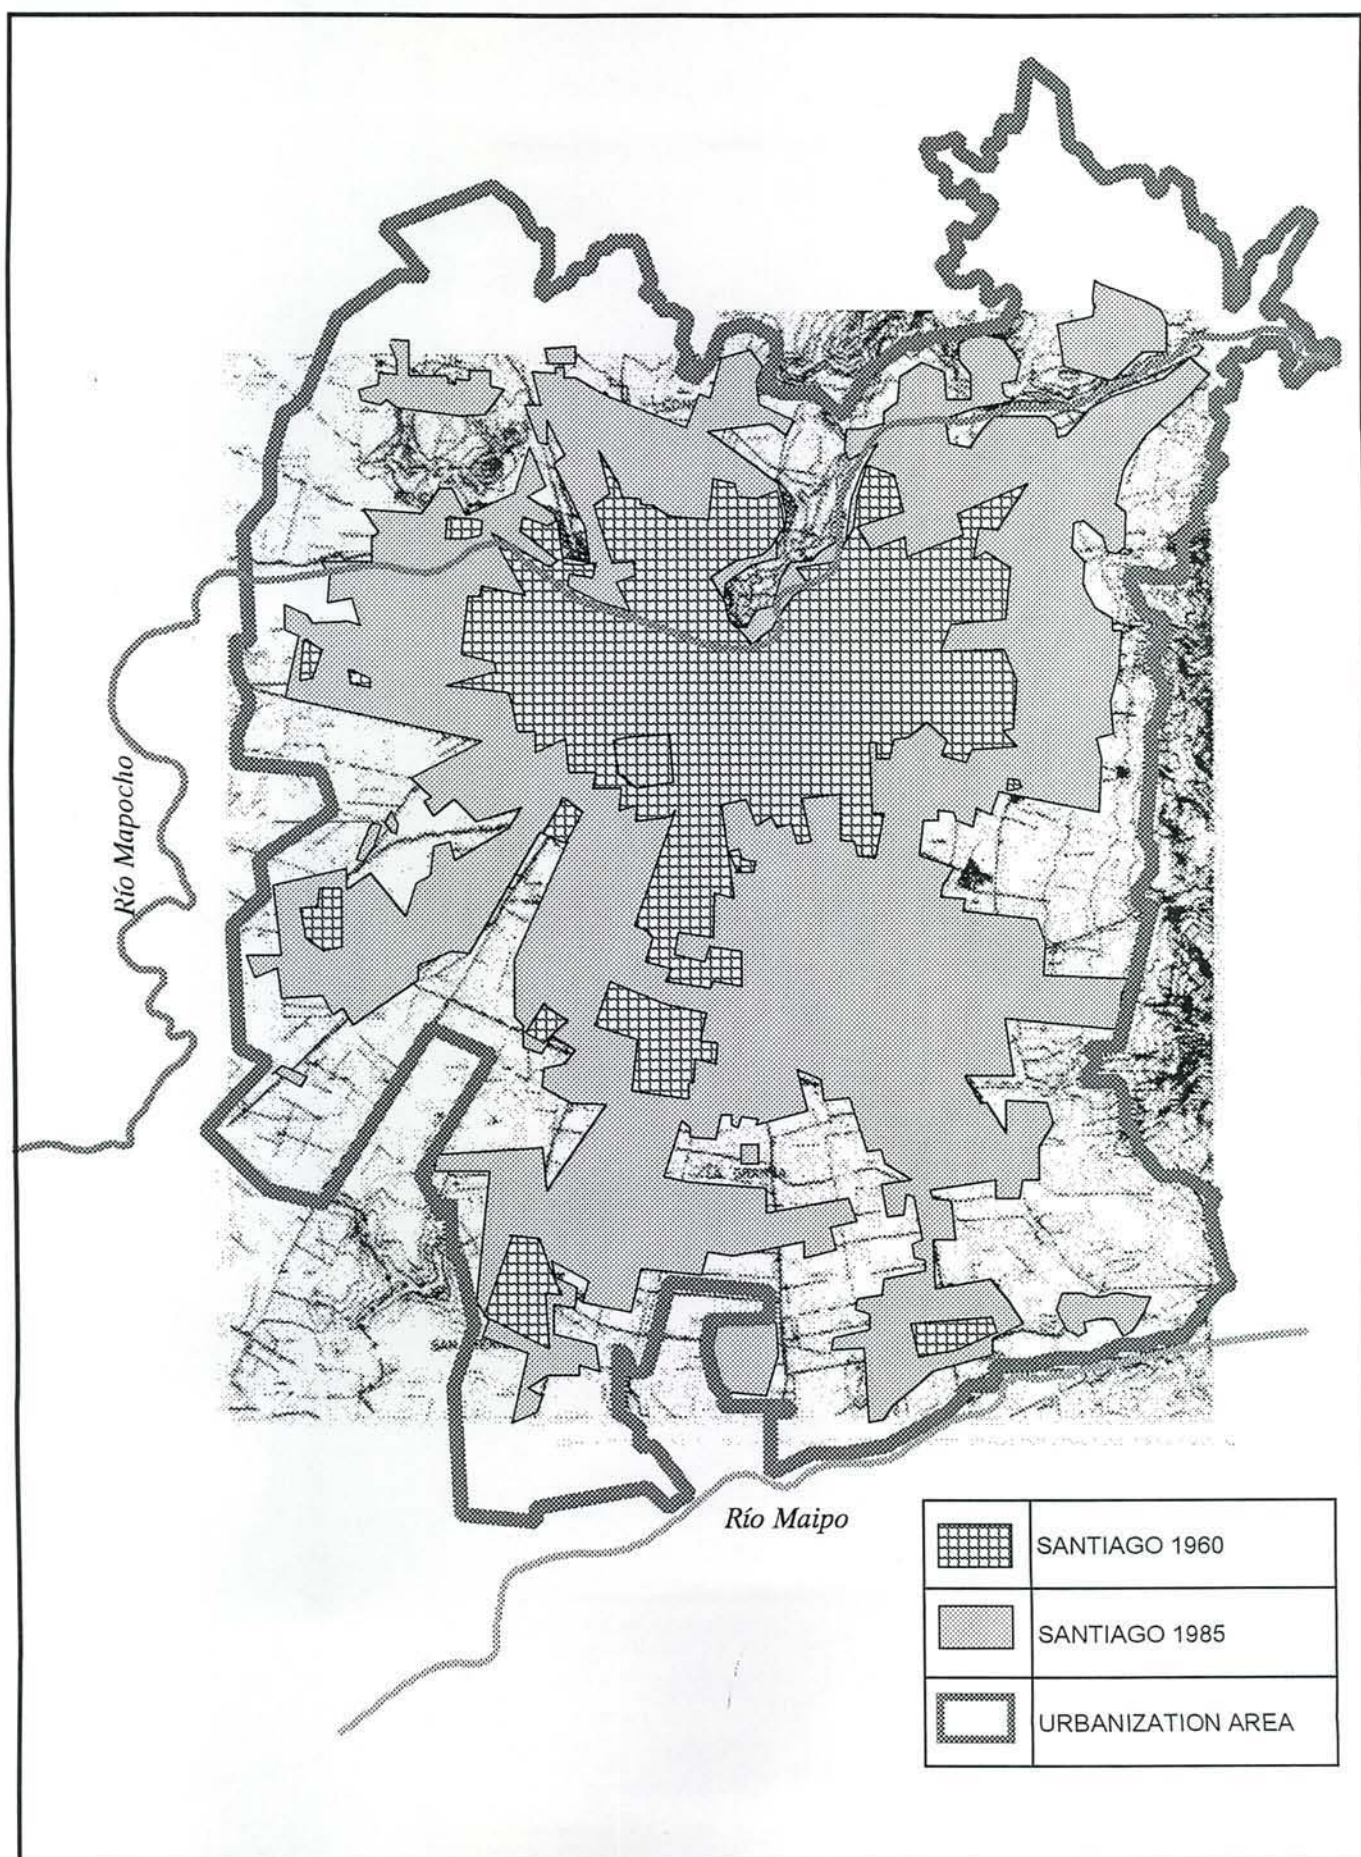 Río Mapocho
Río Maipo
SANTIAGO 1960
SANTIAGO 1985
URBANIZATION AREA